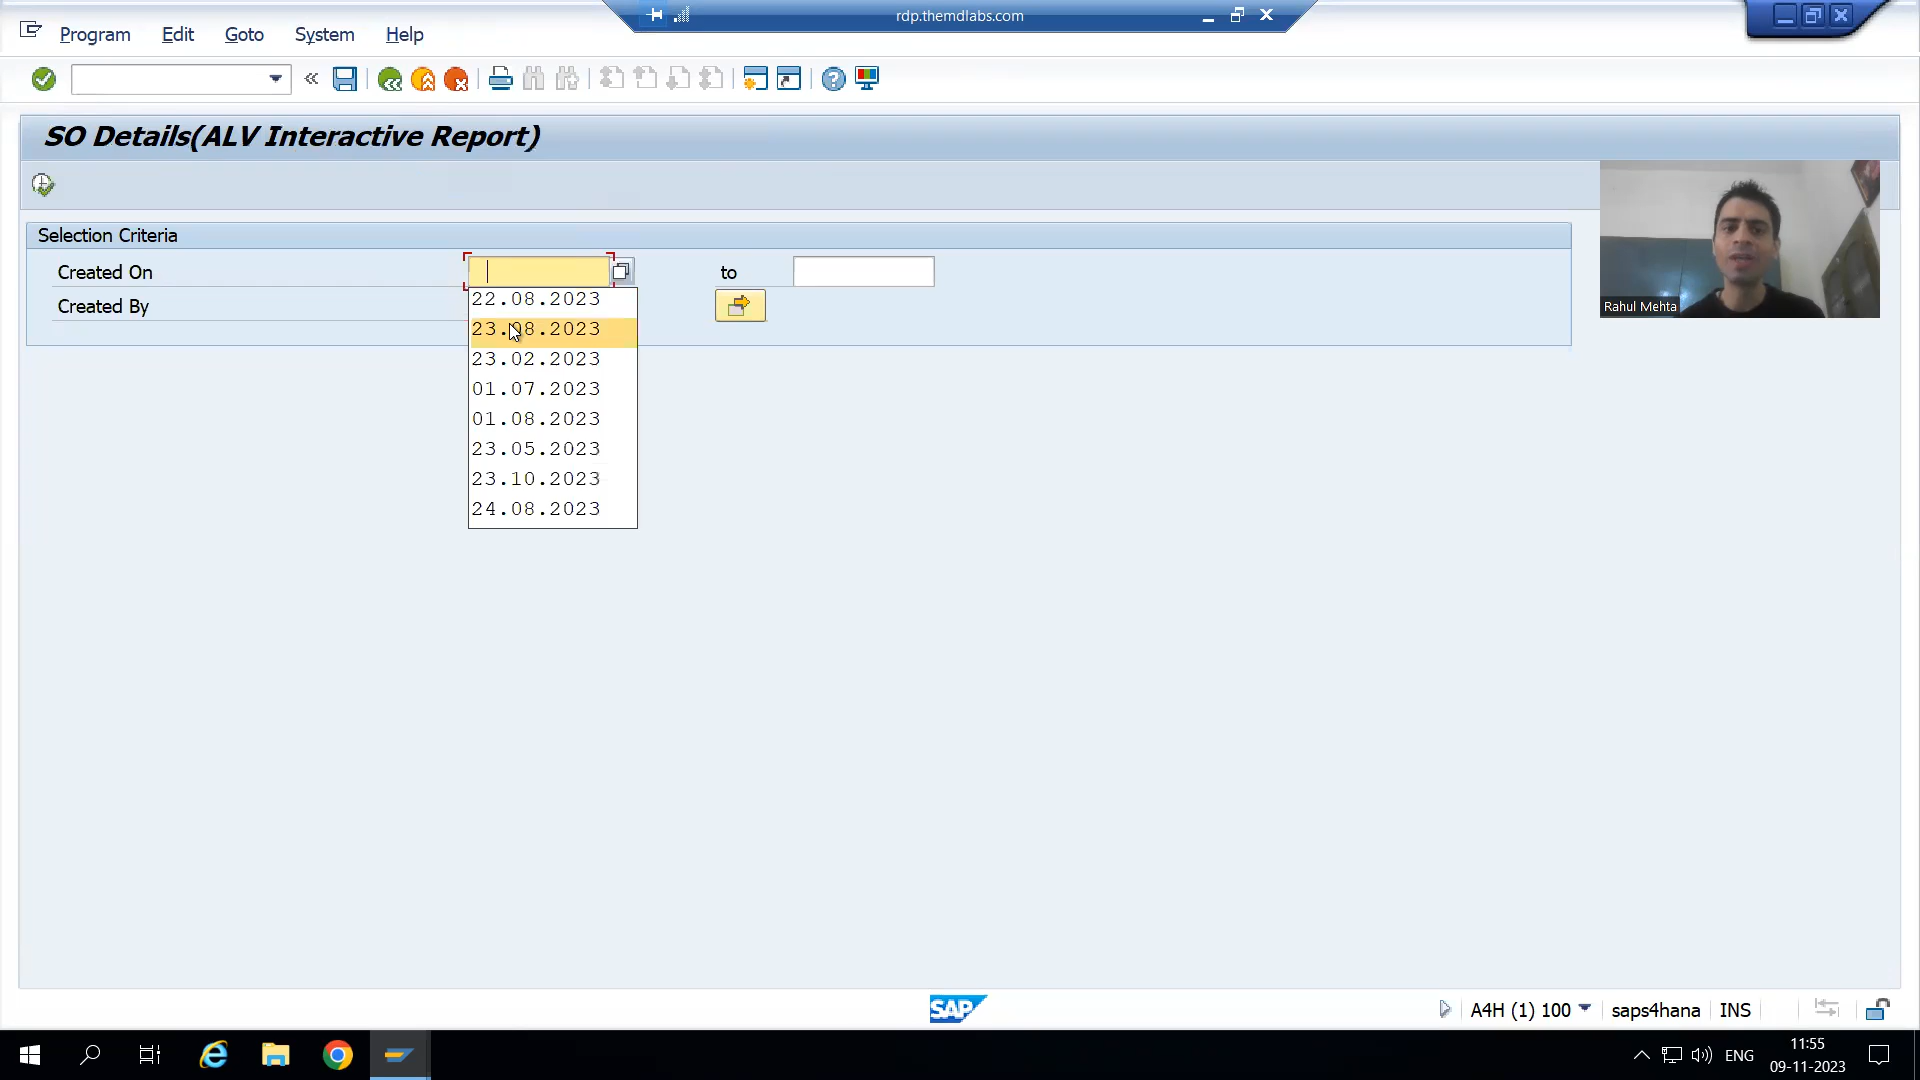 rdp.themdlabs.com
Program Edit Goto System Help
SO Details(ALV Interactive Report)
Selection Criteria
Created On to
Created By
22.08.2023
23.08.2023
23.02.2023
01.07.2023
01.08.2023
23.05.2023
23.10.2023
24.08.2023
Rahul Mehta
SAP
A4H (1) 100 saps4hana INS
ENG
11:55
09-11-2023